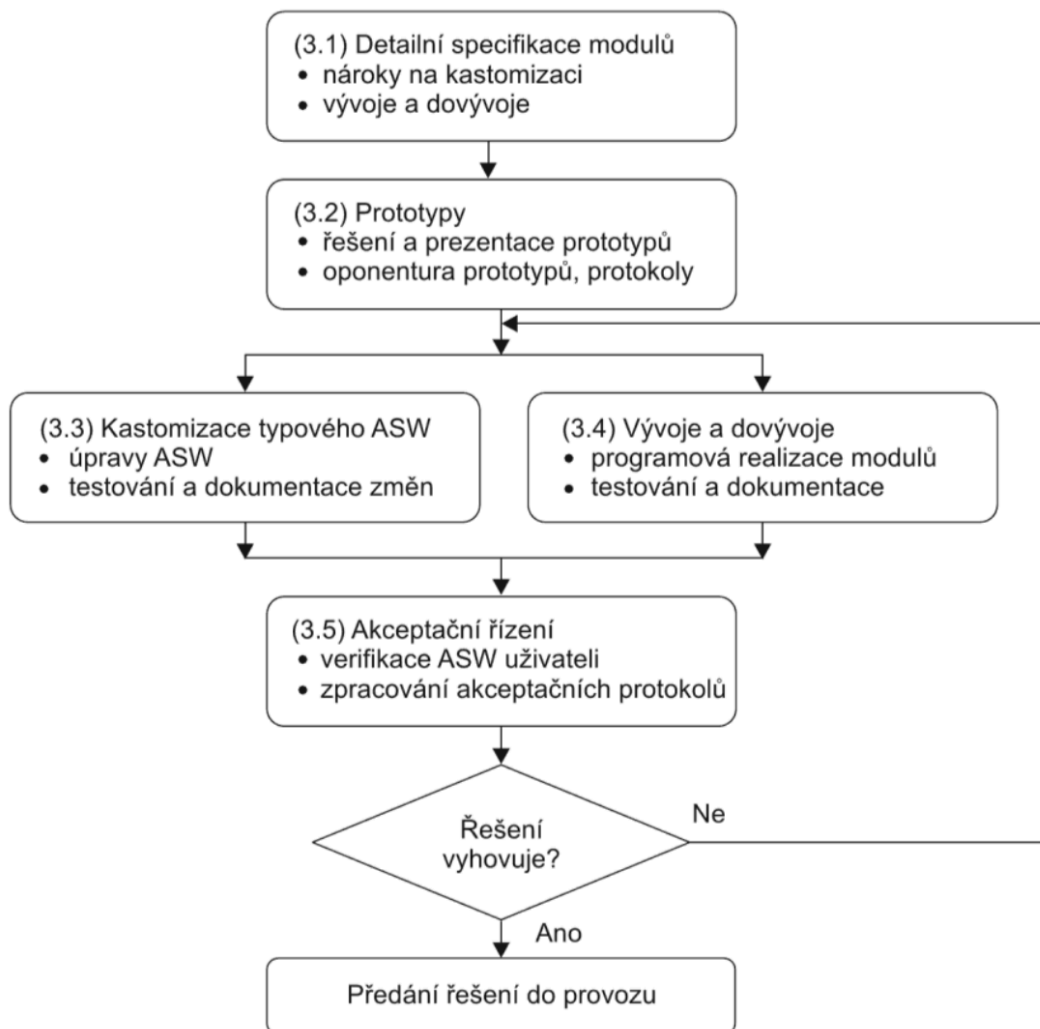 (3.1) Detailní specifikace modulů
• nároky na kastomizaci
• vývoje a dovývoje
(3.2) Prototypy
• řešení a prezentace prototypů
• oponentura prototypů, protokoly
(3.3) Kastomizace typového ASW
• úpravy ASW
• testování a dokumentace změn
(3.4) Vývoje a dovývoje
• programová realizace modulů
• testování a dokumentace
(3.5) Akceptační řízení
• verifikace ASW uživateli
• zpracování akceptačních protokolů
Řešení
vyhovuje?
Ne
Ano
Předání řešení do provozu